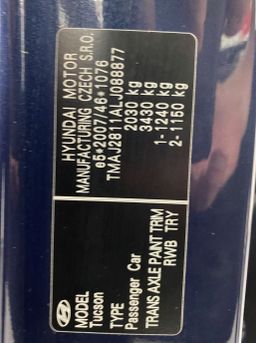 HYUNDAI MOTOR
MANUFACTURING CZECH S.R.O.
e5*2007/46*1076
TMAJ2811ALJ088877
2030 kg
3430 kg
1- 1240 kg
2- 1150 kg
MODEL
Tucson
TYPE
Passenger Car
TRANS AXLE PAINT TRIM
RWB TRY